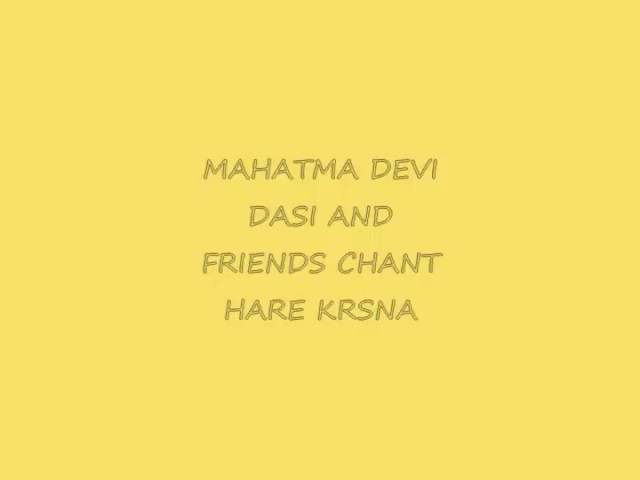 MAHATMA DEVI
DASI AND
FRIENDS CHANT
HARE KRSNA